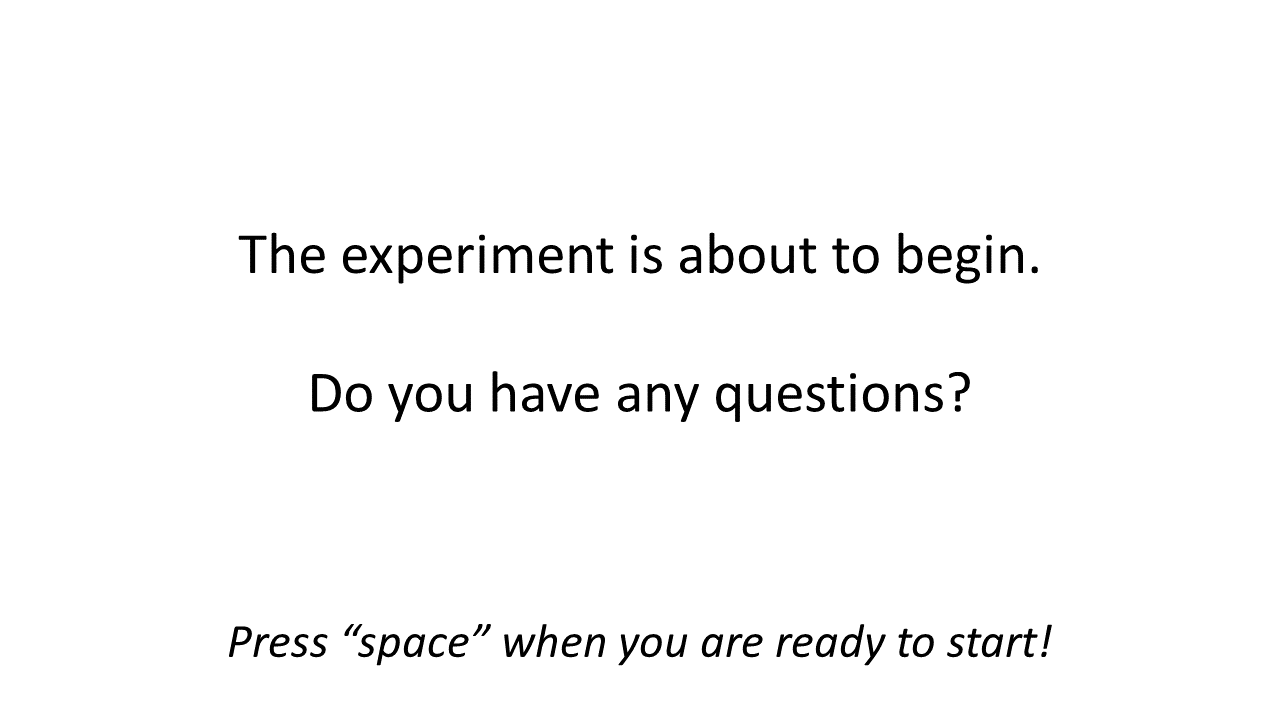 The experiment is about to begin.
Do you have any questions?
Press “space” when you are ready to start!